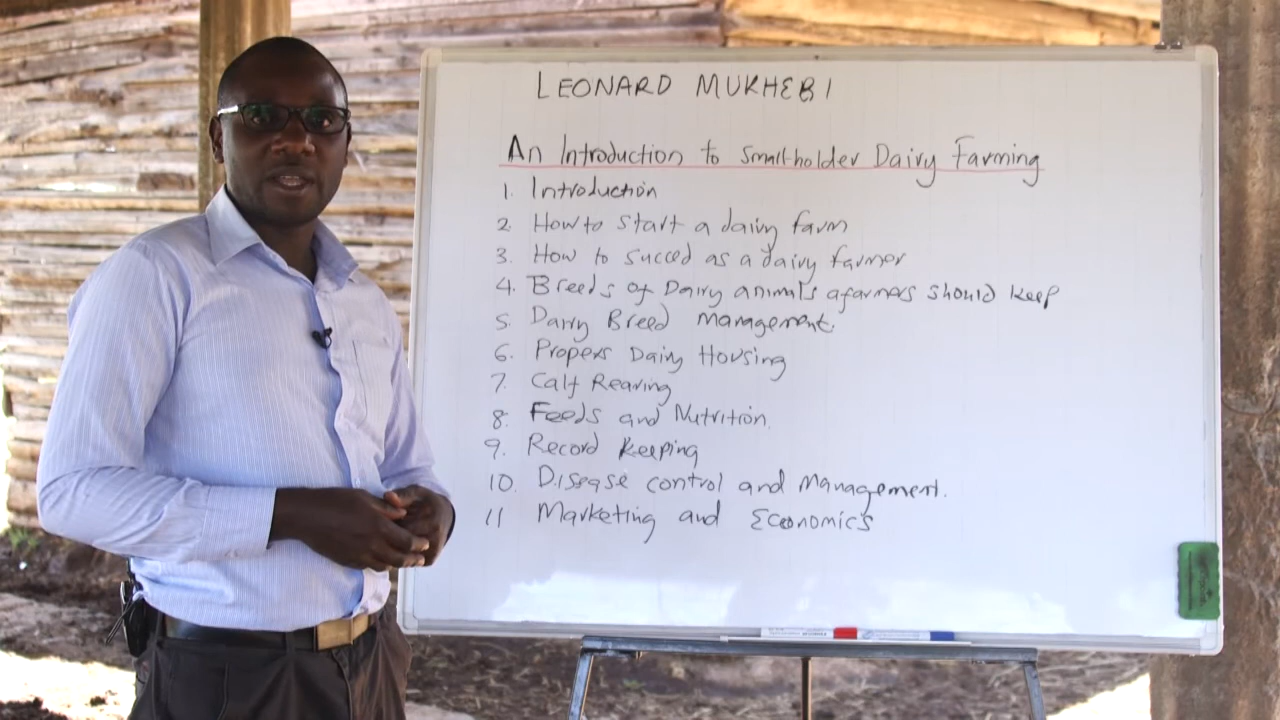 LEONARD MUKHEBI
An Introduction to Smallholder Dairy Farming
1. Introduction
2. How to start a dairy farm
3. How to succed as a dairy farmer
4. Breeds of Dairy animals afarmers should keep
5. Dairy Breed Management.
6. Propers Dairy Housing
7. Calf Rearing
8. Feeds and Nutrition.
9. Record Keeping
10. Disease control and Management.
11 Marketing and Economics